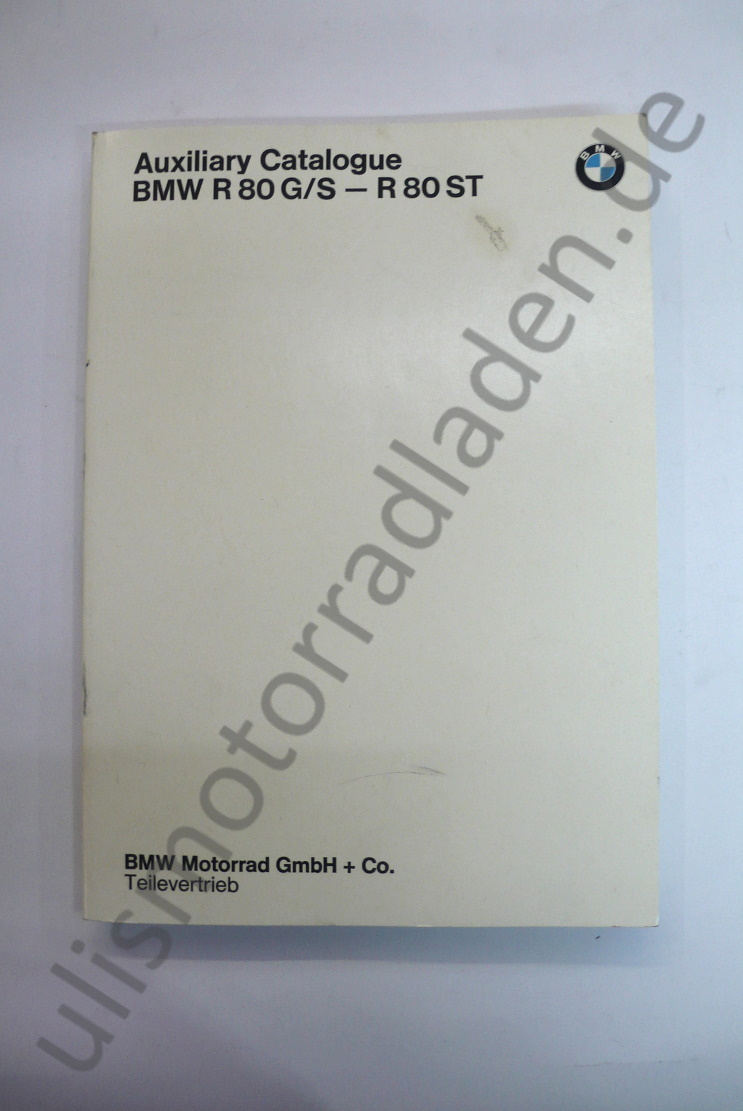 Auxiliary Catalogue
BMW R 80 G/S — R 80 ST
BMW
BMW Motorrad GmbH + Co.
Teilevertrieb
ulismotorradladen.de